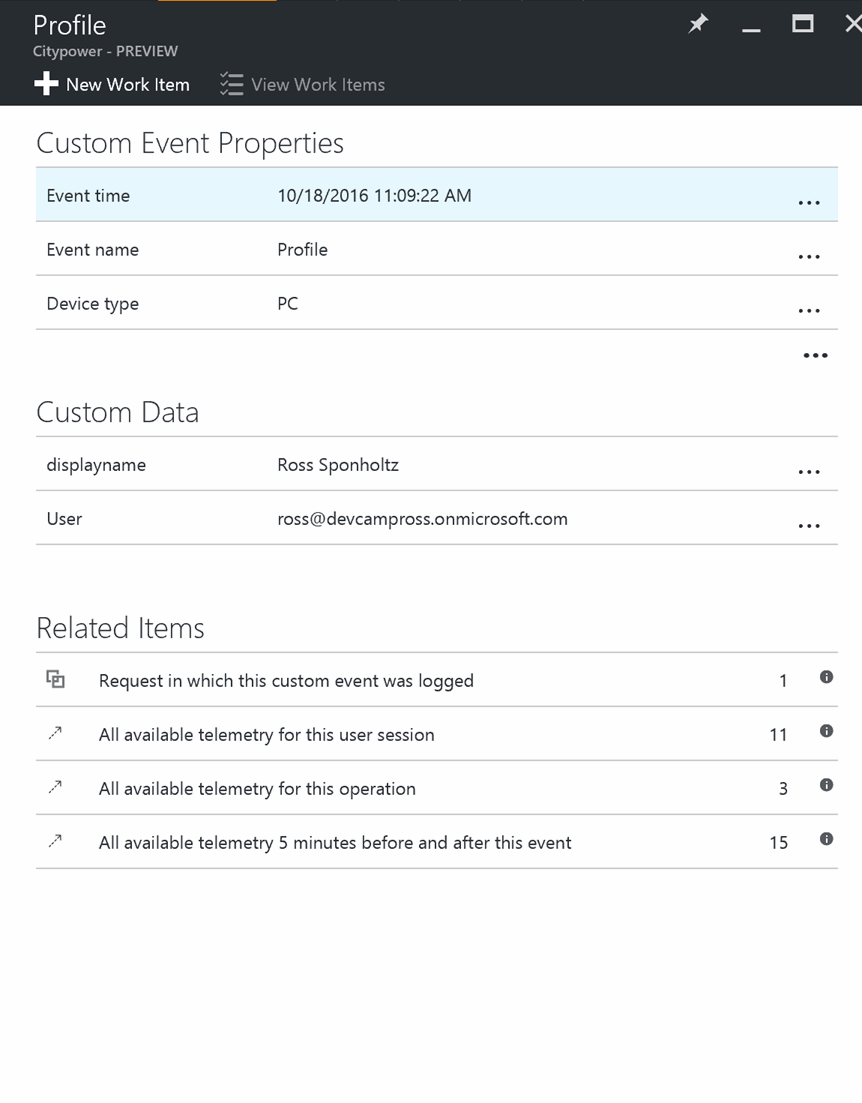 Profile
Citypower - PREVIEW
New Work Item View Work Items
Custom Event Properties
Event time 10/18/2016 11:09:22 AM ...
Event name Profile ...
Device type PC ...
...
Custom Data
displayname Ross Sponholtz ...
User ross@devcampross.onmicrosoft.com ...
Related Items
Request in which this custom event was logged 1
All available telemetry for this user session 11
All available telemetry for this operation 3
All available telemetry 5 minutes before and after this event 15